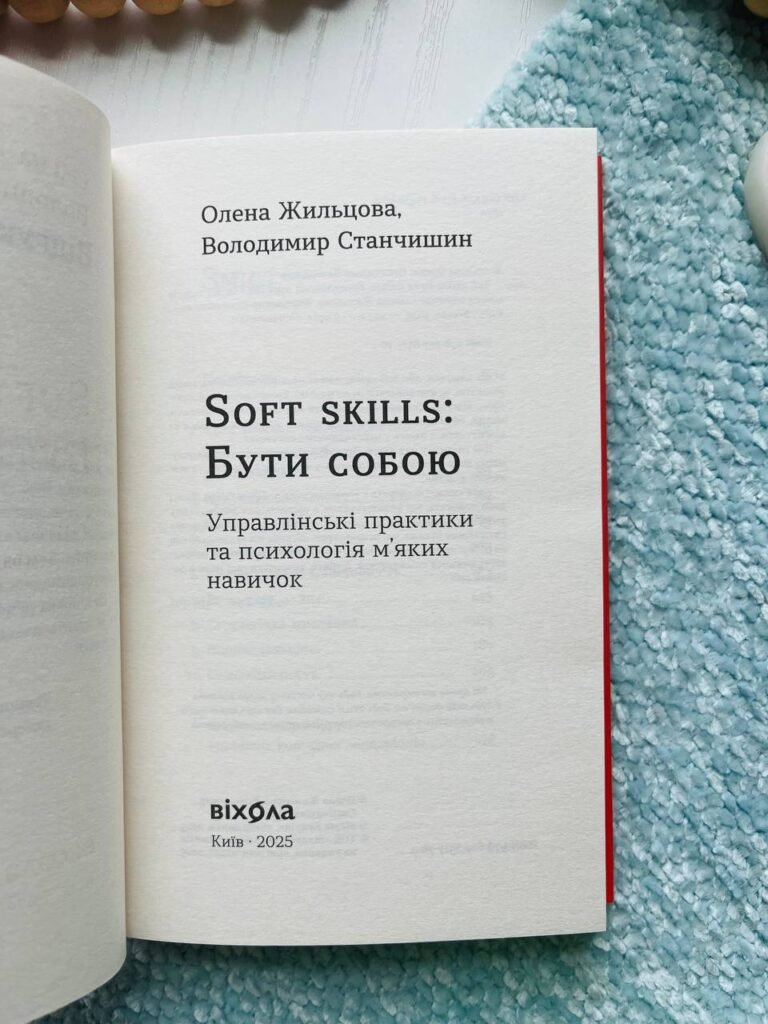 Олена Жильцова,
Володимир Станчишин
Soft skills:
Бути собою
Управлінські практики
та психологія м'яких
навичок
віхола
Київ · 2025